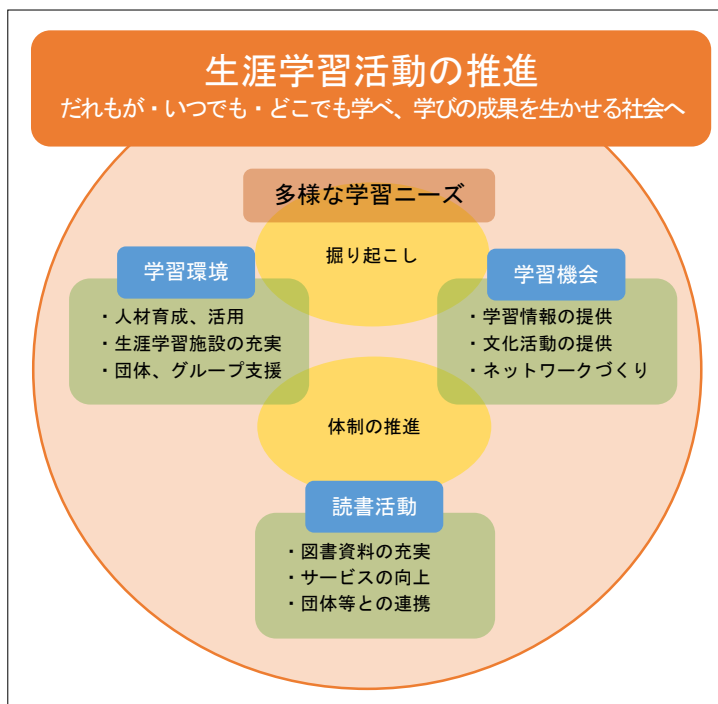 生涯学習活動の推進
だれもが・いつでも・どこでも学べ、学びの成果を生かせる社会へ
多様な学習ニーズ
掘り起こし
学習環境
・人材育成、活用
・生涯学習施設の充実
・団体、グループ支援
学習機会
・学習情報の提供
・文化活動の提供
・ネットワークづくり
体制の推進
読書活動
・図書資料の充実
・サービスの向上
・団体等との連携